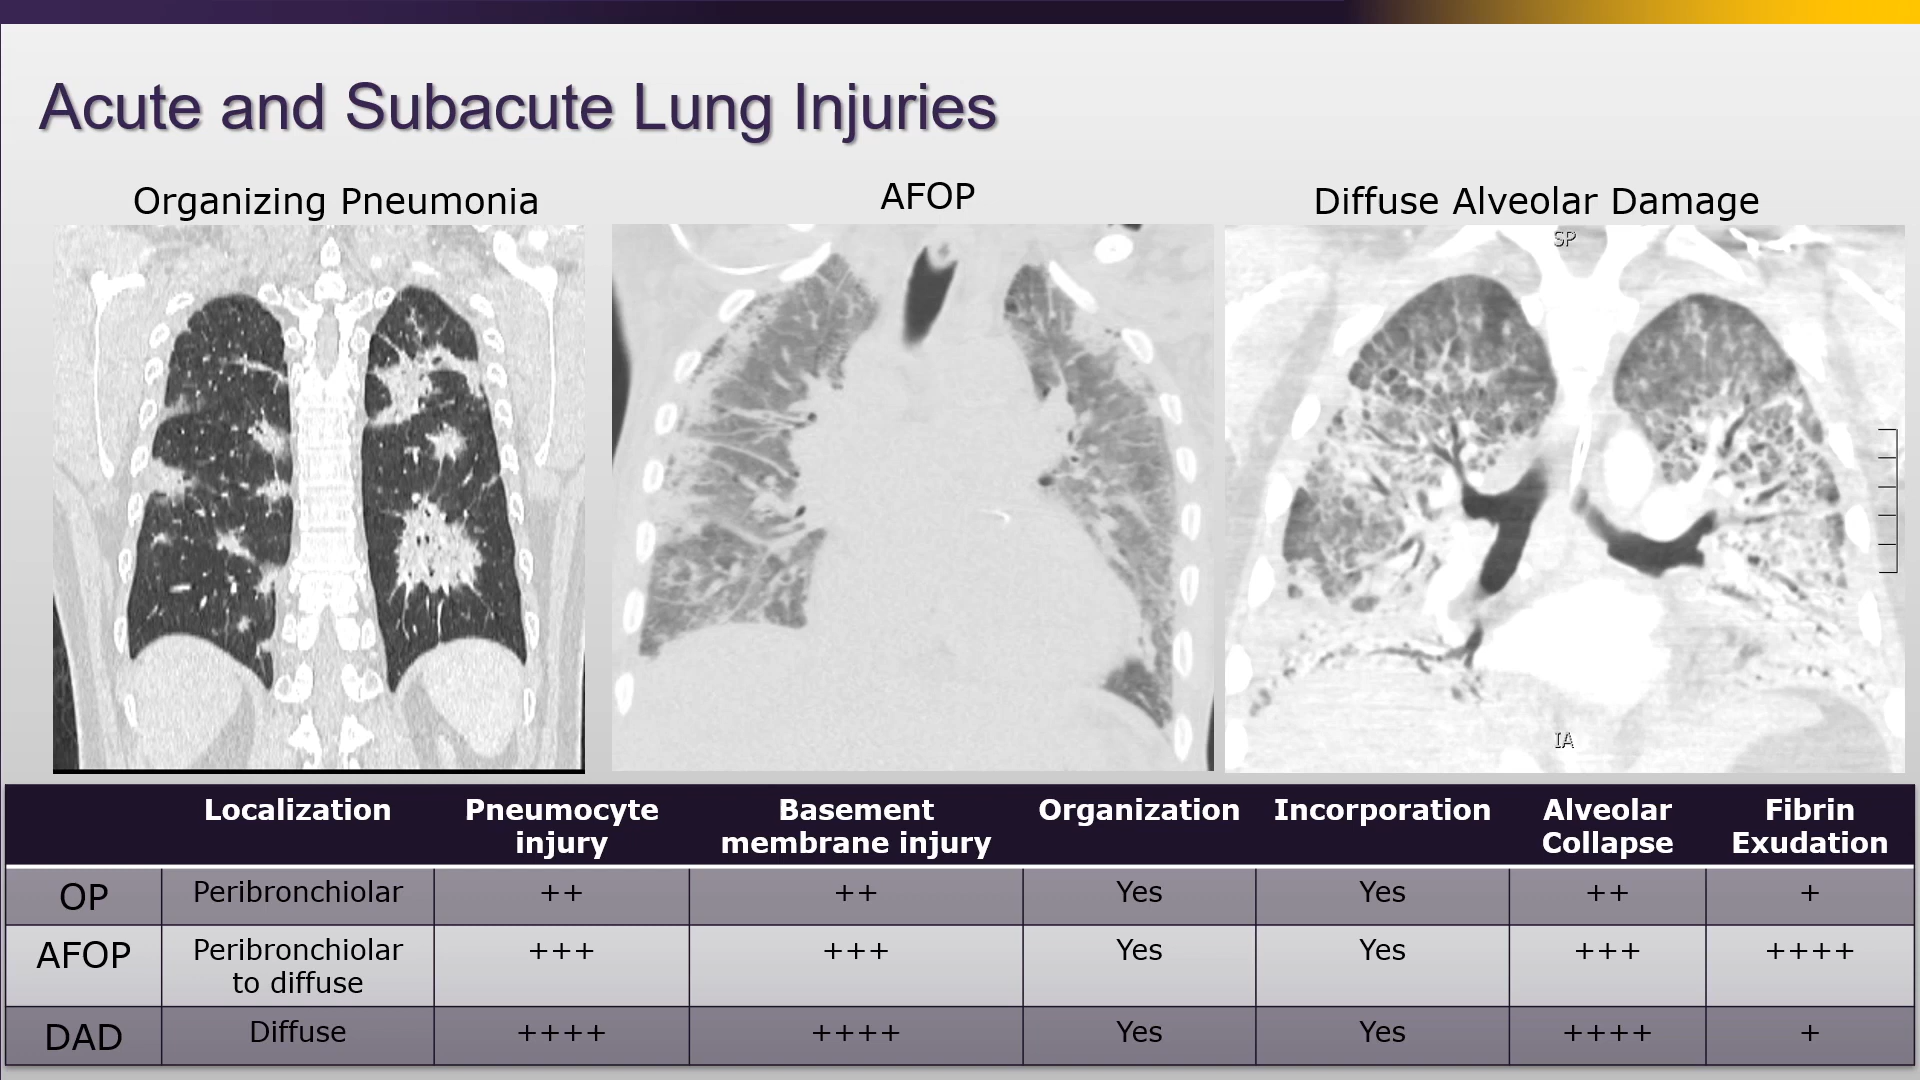 Acute and Subacute Lung Injuries
Organizing Pneumonia
AFOP
Diffuse Alveolar Damage
SP
IA
Localization
Pneumocyte
injury
Basement
membrane injury
Organization
Incorporation
Alveolar
Collapse
Fibrin
Exudation
OP
Peribronchiolar
++
++
Yes
Yes
++
+
AFOP
Peribronchiolar
to diffuse
+++
+++
Yes
Yes
+++
++++
DAD
Diffuse
++++
++++
Yes
Yes
++++
+